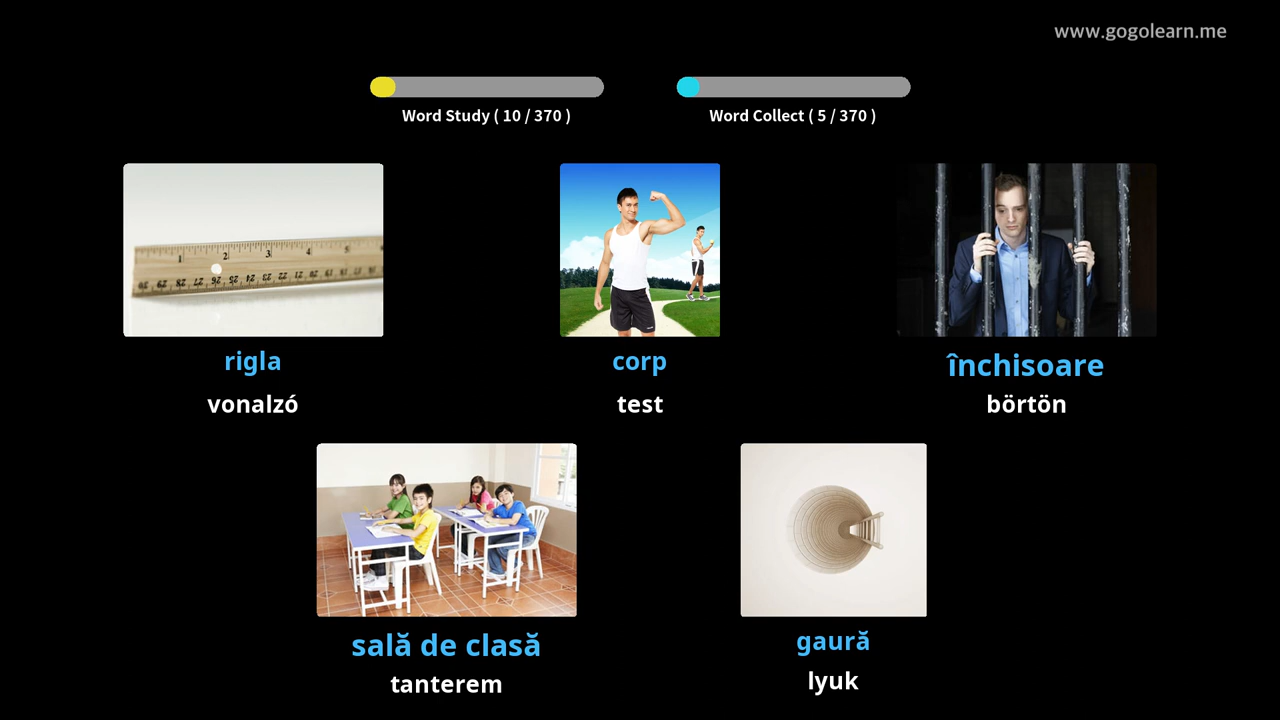 www.gogolearn.me
Word Study ( 10 / 370 )
Word Collect ( 5 / 370 )
rigla
vonalzó
corp
test
închisoare
börtön
sală de clasă
tanterem
gaură
lyuk